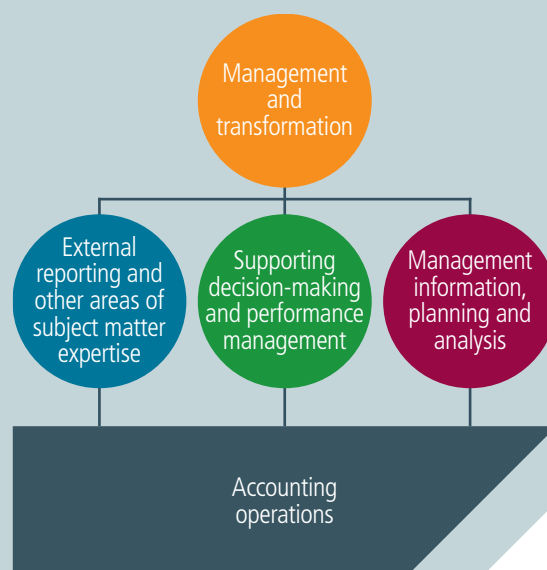 Management
and
transformation
External
reporting and
other areas of
subject matter
expertise
Supporting
decision-making
and performance
management
Management
information,
planning and
analysis
Accounting
operations